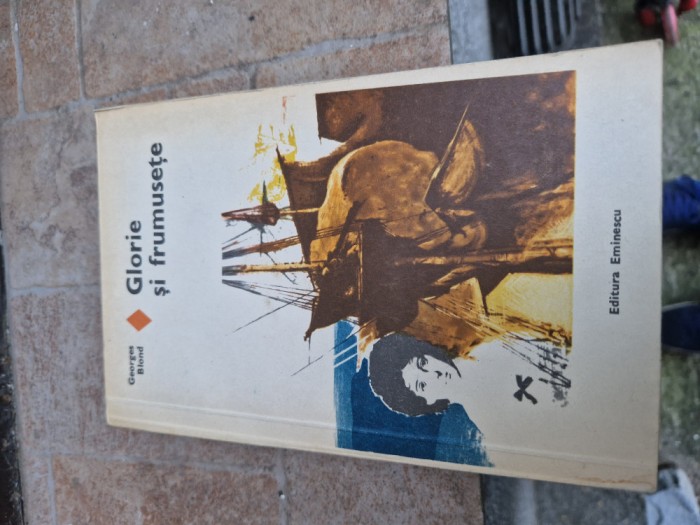 Georges
Blond
Glorie
și frumusețe
Editura Eminescu